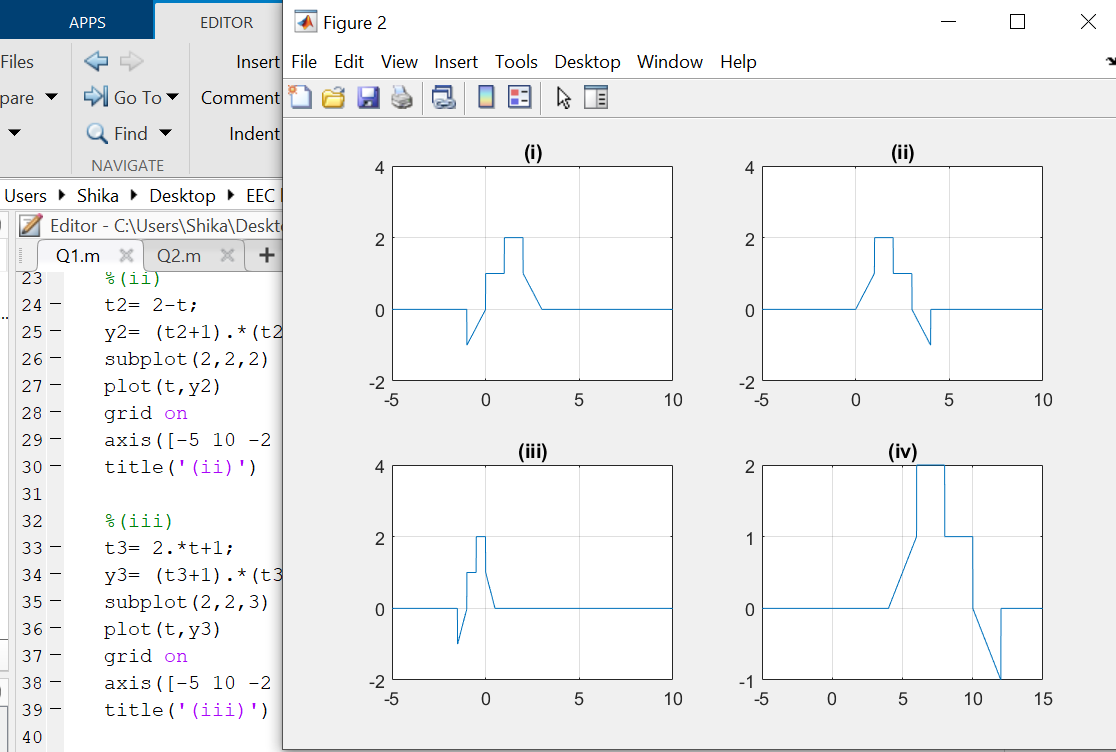 APPS EDITOR
Files
pare
Go To
Find
NAVIGATE
Insert
Comment
Indent
Users Shika Desktop EEC
Editor - C:\Users\Shika\Deskto
Q1.m Q2.m +
23 %(ii)
24 – t2= 2-t;
25 – y2= (t2+1).*(t2
26 – subplot(2,2,2)
27 – plot(t,y2)
28 – grid on
29 – axis([-5 10 -2
30 – title('(ii)')
31
32 %(iii)
33 – t3= 2.*t+1;
34 – y3= (t3+1).*(t3
35 – subplot(2,2,3)
36 – plot(t,y3)
37 – grid on
38 – axis([-5 10 -2
39 – title('(iii)')
40
Figure 2
File Edit View Insert Tools Desktop Window Help
(i)
4
2
0
-2
-5 0 5 10
(ii)
4
2
0
-2
-5 0 5 10
(iii)
4
2
0
-2
-5 0 5 10
(iv)
2
1
0
-1
-5 0 5 10 15